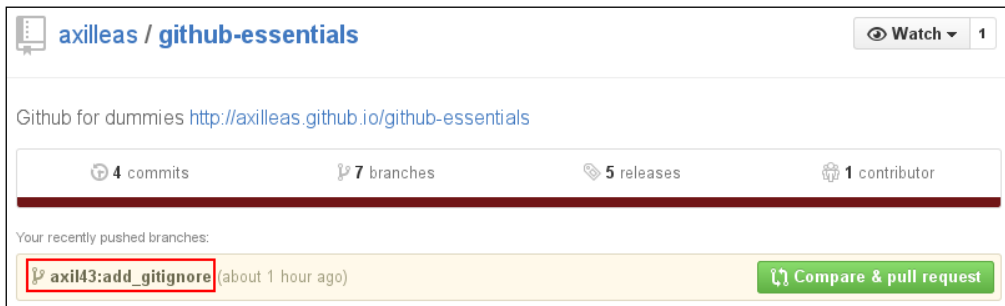 axilleas / github-essentials
Watch 1
Github for dummies http://axilleas.github.io/github-essentials
4 commits 7 branches 5 releases 1 contributor
Your recently pushed branches:
axil43:add_gitignore (about 1 hour ago) Compare & pull request